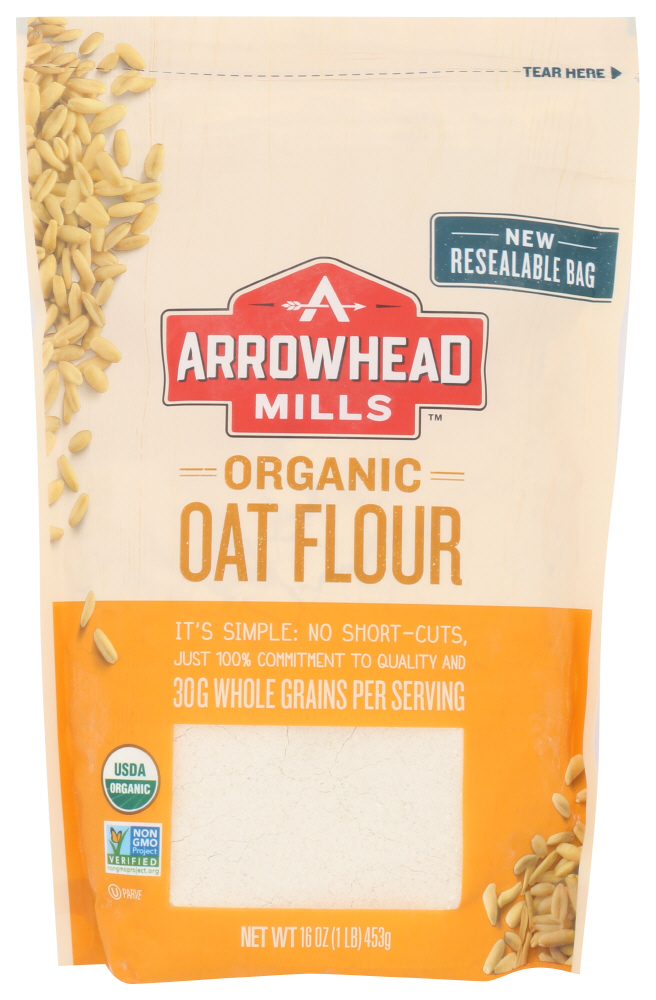 TEAR HERE
NEW
RESEALABLE BAG
ARROWHEAD
MILLS
TM
ORGANIC
OAT FLOUR
IT'S SIMPLE: NO SHORT-CUTS,
JUST 100% COMMITMENT TO QUALITY AND
30G WHOLE GRAINS PER SERVING
USDA
ORGANIC
NON
GMO
Project
VERIFIED
nongmoproject.org
U PARVE
NET WT 16 OZ (1 LB) 453g